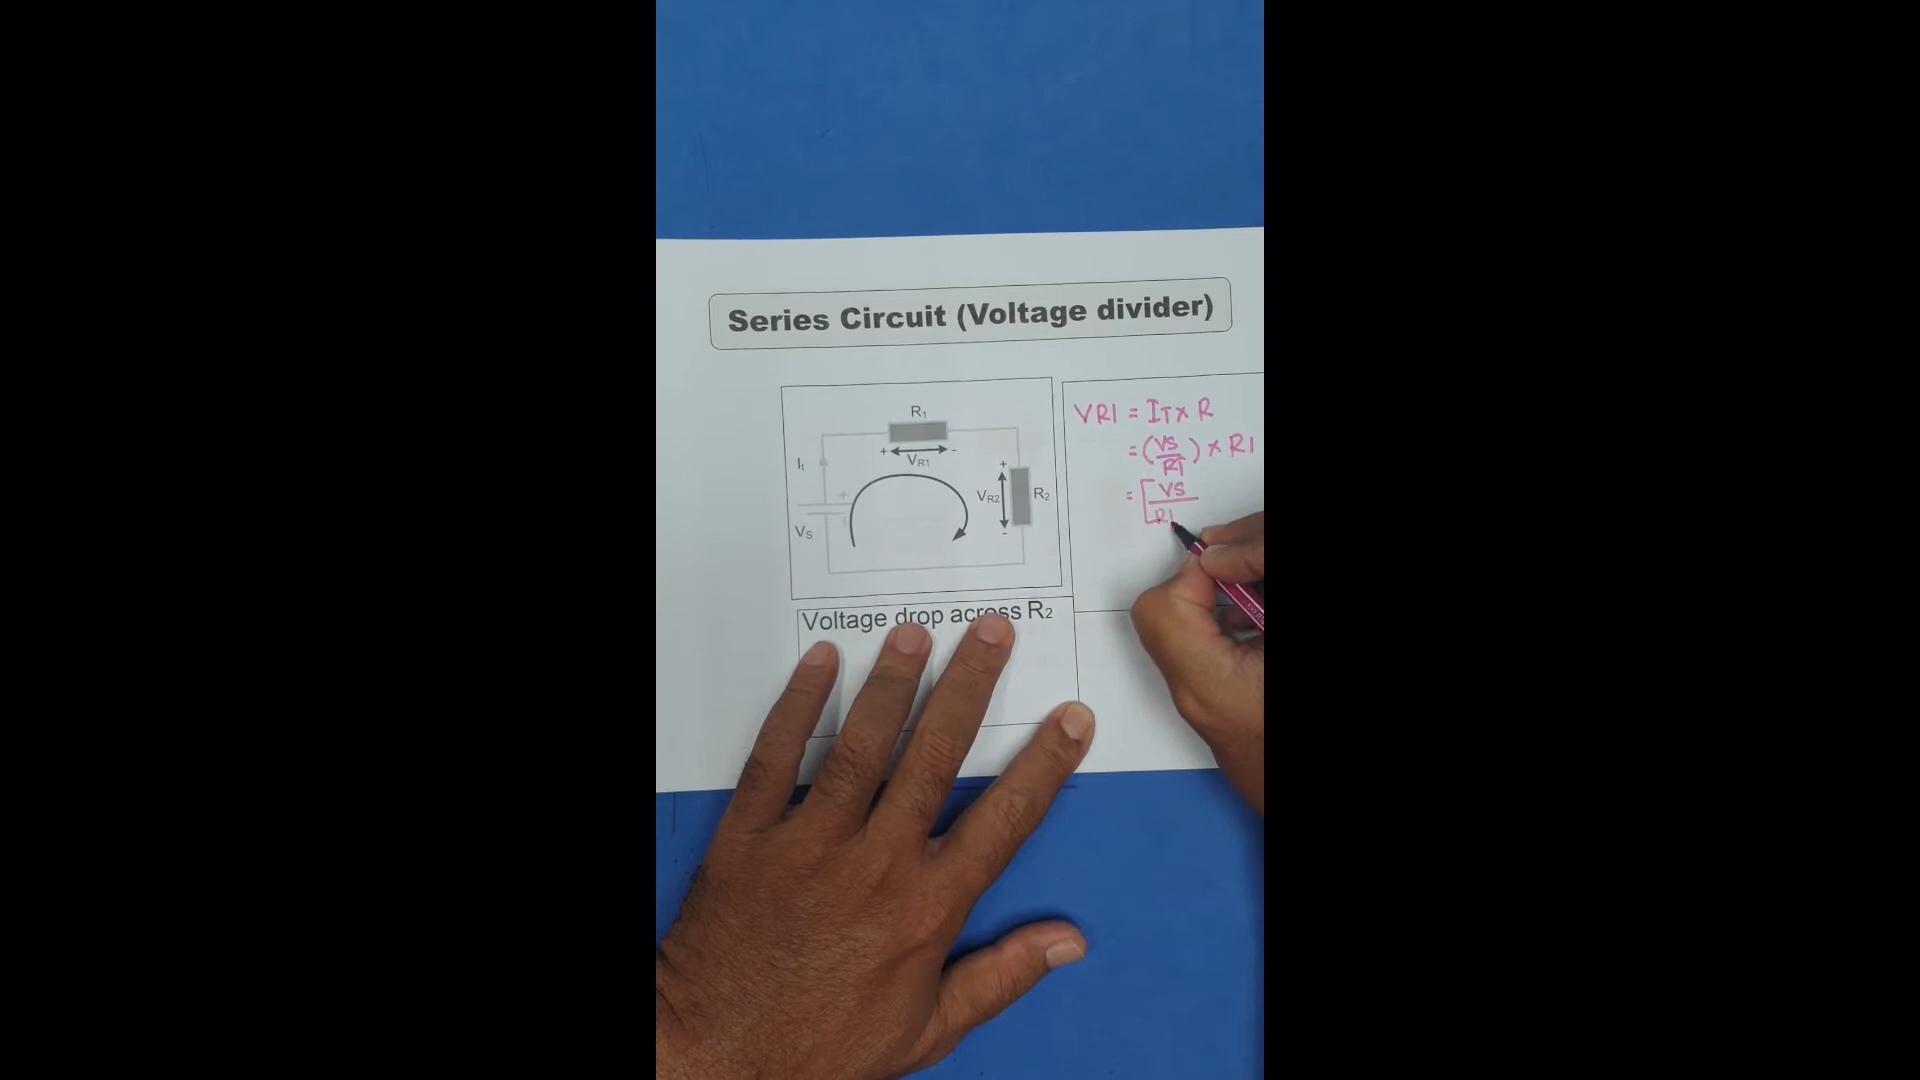 Series Circuit (Voltage divider)
R1
It
+ VR1 -
+
VR2
R2
-
+
VS
VR1 = IT x R
= (VS/RT) x R1
= [VS
R1
Voltage drop across R2